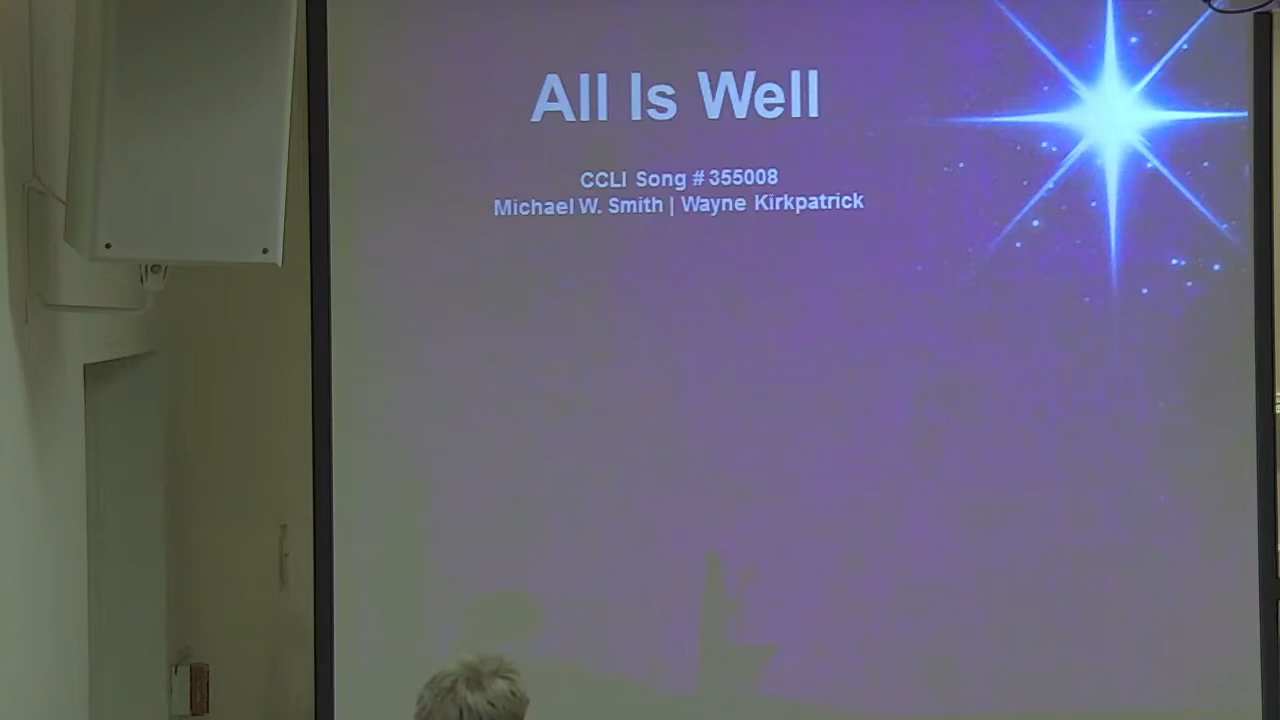 All Is Well
CCLI Song # 355008
Michael W. Smith | Wayne Kirkpatrick